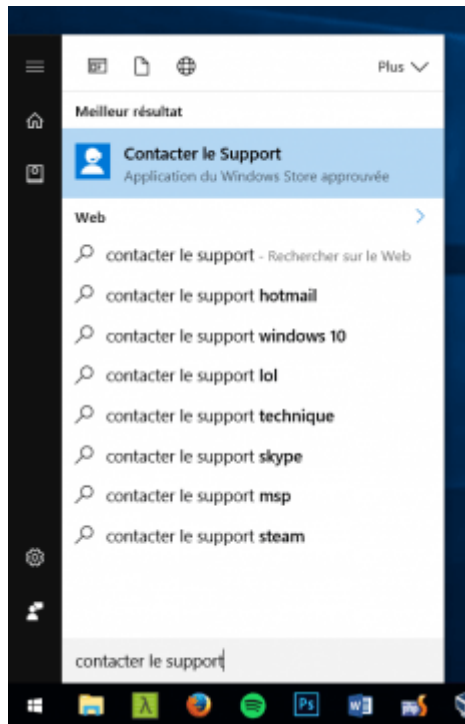 Plus
Meilleur résultat
Contacter le Support
Application du Windows Store approuvée
Web
contacter le support - Rechercher sur le Web
contacter le support hotmail
contacter le support windows 10
contacter le support lol
contacter le support technique
contacter le support skype
contacter le support msp
contacter le support steam
contacter le support
λ Ps W